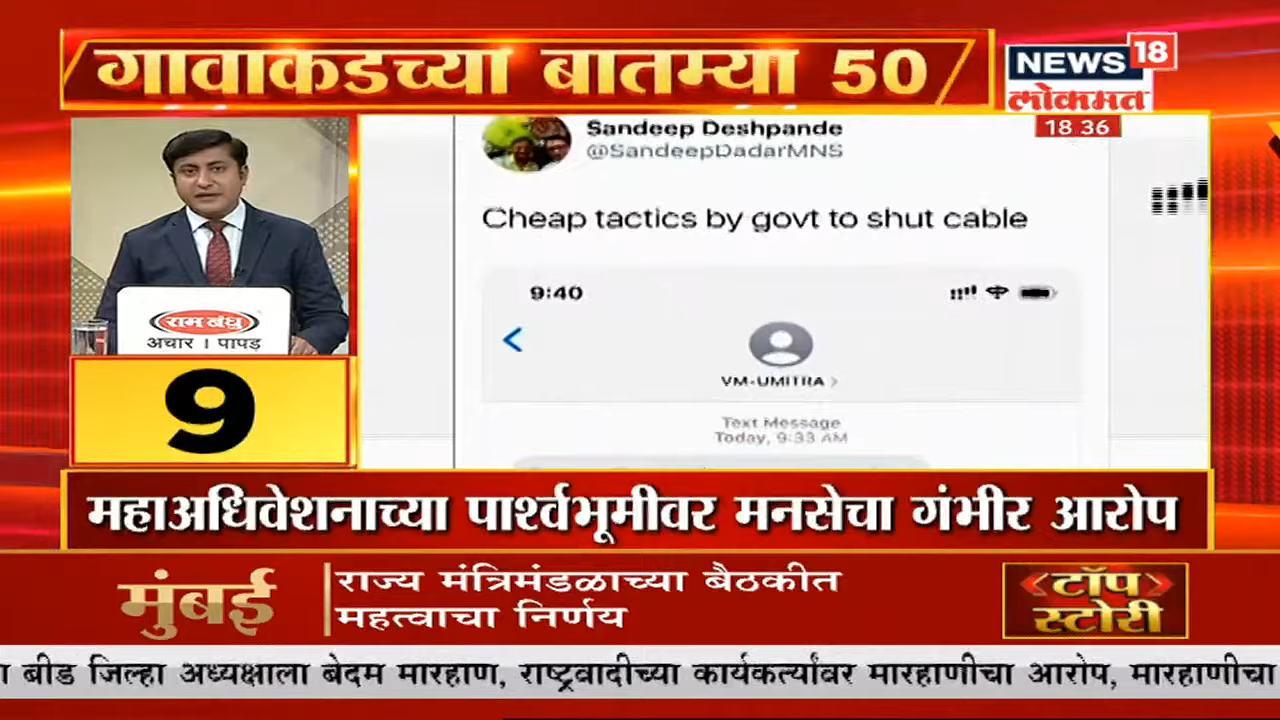 गावाकडच्या बातम्या 50
NEWS 18
लोकमत
18 36
Sandeep Deshpande
@SandeepDadarMNS
Cheap tactics by govt to shut cable
9:40
VM-UMITRA >
Text Message
Today, 9:33 AM
राम बंधु
अचार । पापड़
9
महाअधिवेशनाच्या पार्श्वभूमीवर मनसेचा गंभीर आरोप
मुंबई
राज्य मंत्रिमंडळाच्या बैठकीत
महत्वाचा निर्णय
टॉप
स्टोरी
बीड जिल्हा अध्यक्षाला बेदम मारहाण, राष्ट्रवादीच्या कार्यकर्त्यांवर मारहाणीचा आरोप, मारहाणीचा